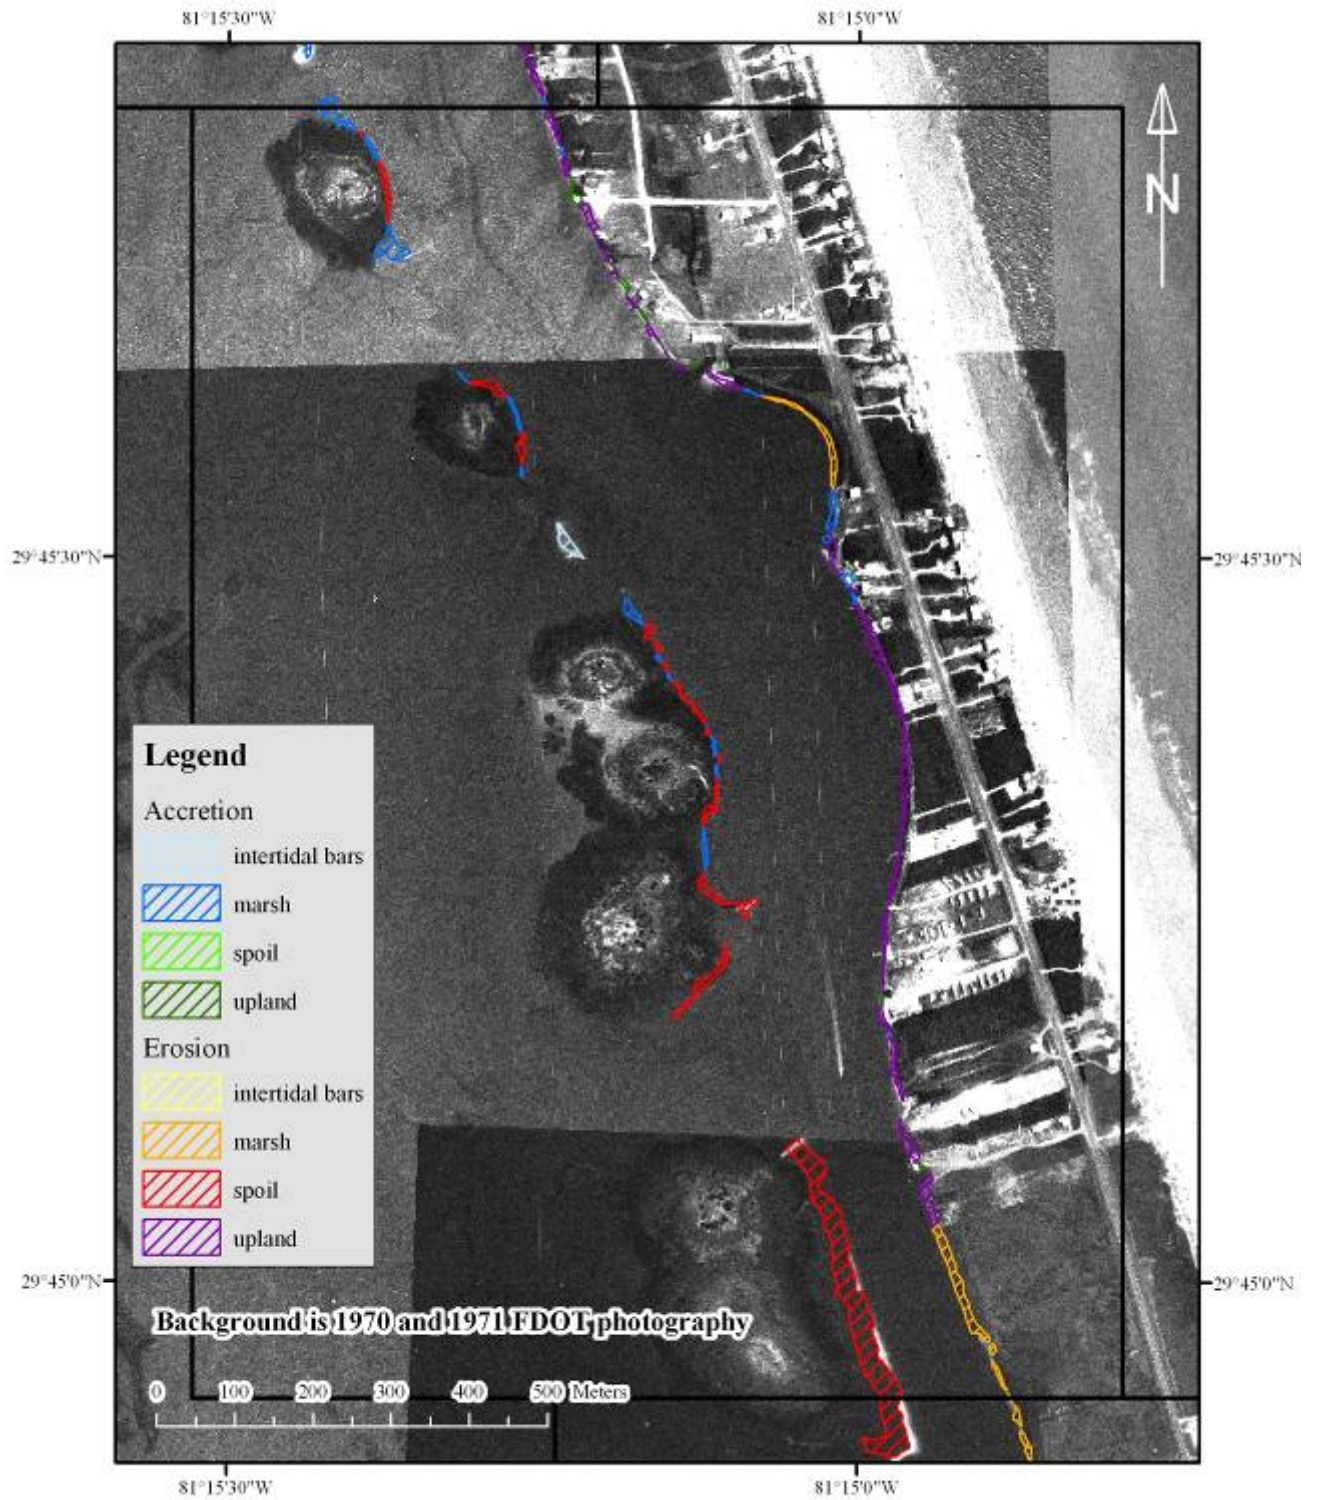 81°15'30"W
81°15'0"W
N
29°45'30"N
29°45'30"N
Legend
Accretion
intertidal bars
marsh
spoil
upland
Erosion
intertidal bars
marsh
spoil
upland
29°45'0"N
29°45'0"N
Background is 1970 and 1971 FDOT photography
0 100 200 300 400 500 Meters
81°15'30"W
81°15'0"W